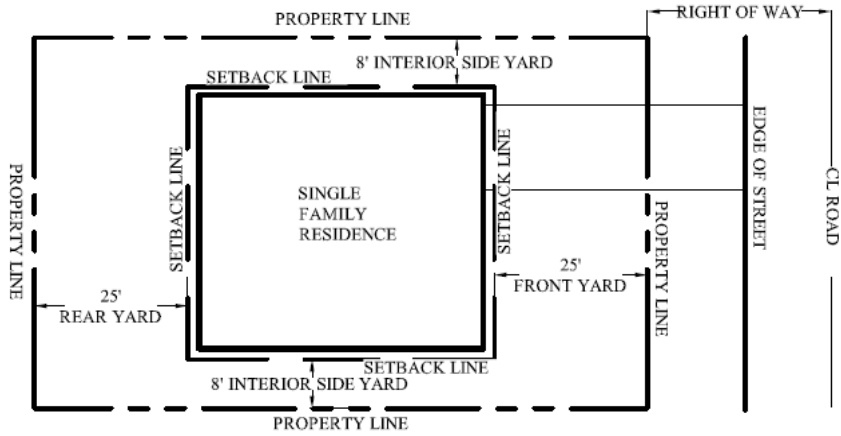 RIGHT OF WAY
PROPERTY LINE
8' INTERIOR SIDE YARD
SETBACK LINE
PROPERTY LINE
SETBACK LINE
SINGLE
FAMILY
RESIDENCE
SETBACK LINE
PROPERTY LINE
EDGE OF STREET
CL ROAD
25'
REAR YARD
25'
FRONT YARD
SETBACK LINE
8' INTERIOR SIDE YARD
PROPERTY LINE